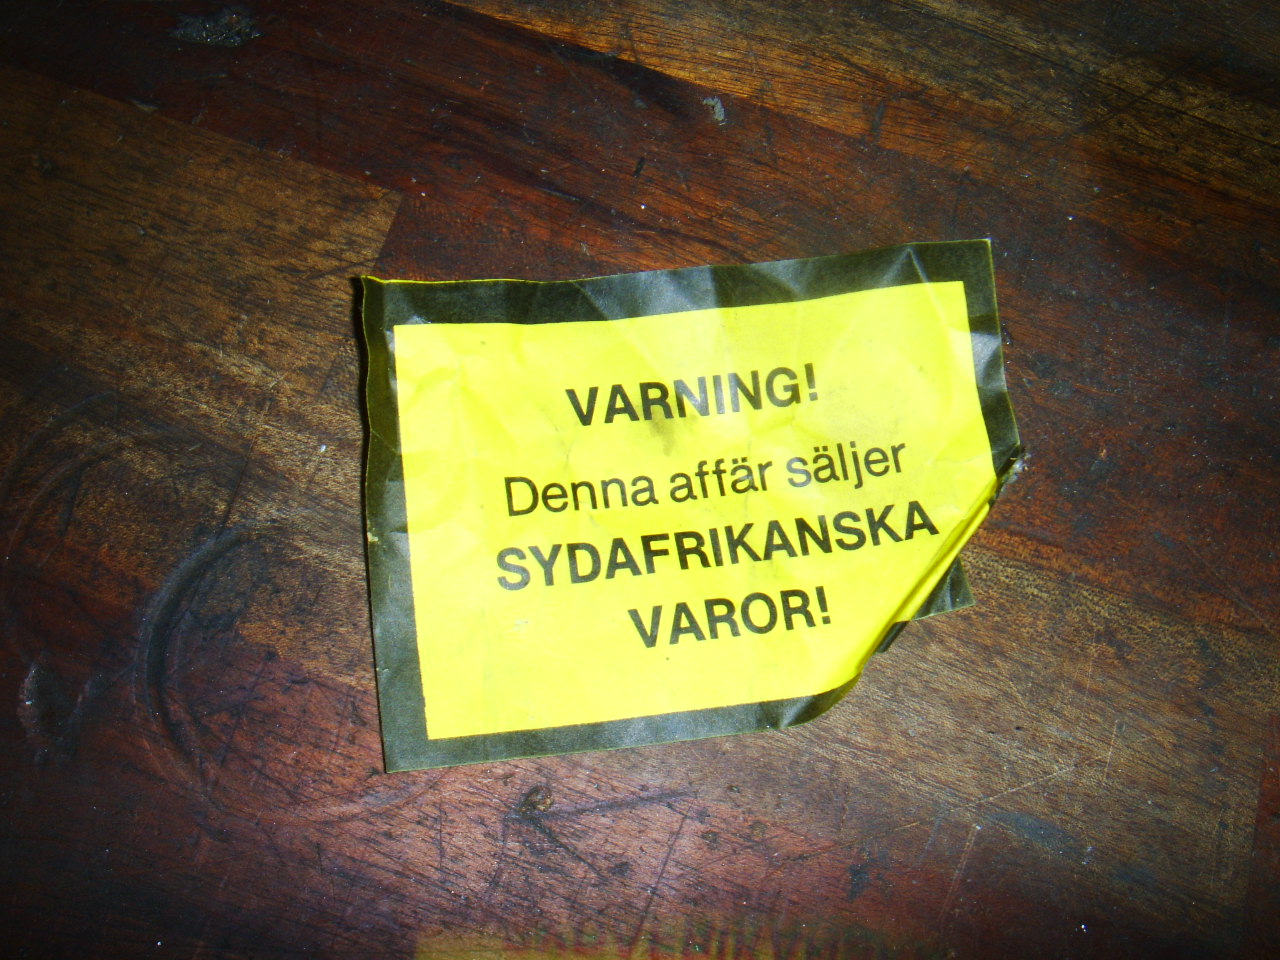 VARNING!
Denna affär säljer
SYDAFRIKANSKA
VAROR!